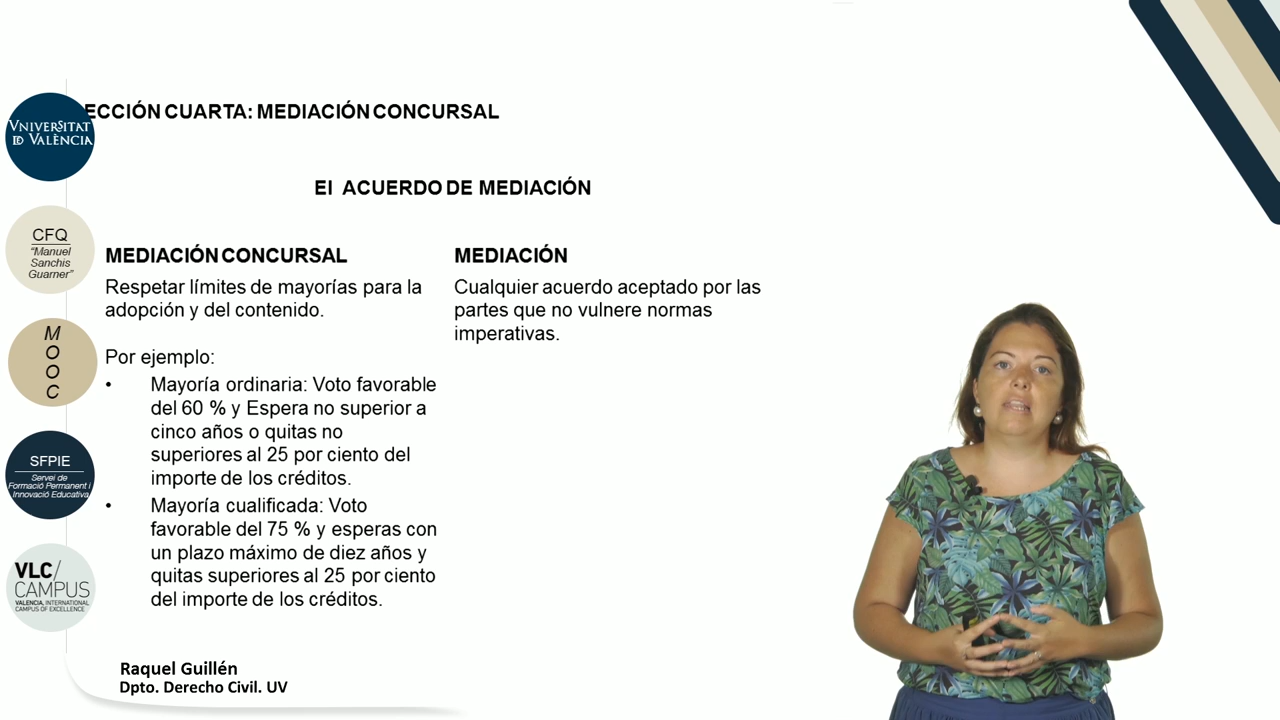 ECCIÓN CUARTA: MEDIACIÓN CONCURSAL
El ACUERDO DE MEDIACIÓN
MEDIACIÓN CONCURSAL
Respetar límites de mayorías para la
adopción y del contenido.
Por ejemplo:
• Mayoría ordinaria: Voto favorable
del 60 % y Espera no superior a
cinco años o quitas no
superiores al 25 por ciento del
importe de los créditos.
• Mayoría cualificada: Voto
favorable del 75 % y esperas con
un plazo máximo de diez años y
quitas superiores al 25 por ciento
del importe de los créditos.
MEDIACIÓN
Cualquier acuerdo aceptado por las
partes que no vulnere normas
imperativas.
VNIVERSITAT
DE VALÈNCIA
CFQ
"Manuel
Sanchis
Guarner"
M
O
O
C
SFPIE
Servei de
Formació Permanent i
Innovació Educativa
VLC/
CAMPUS
VALENCIA, INTERNATIONAL
CAMPUS OF EXCELLENCE
Raquel Guillén
Dpto. Derecho Civil. UV